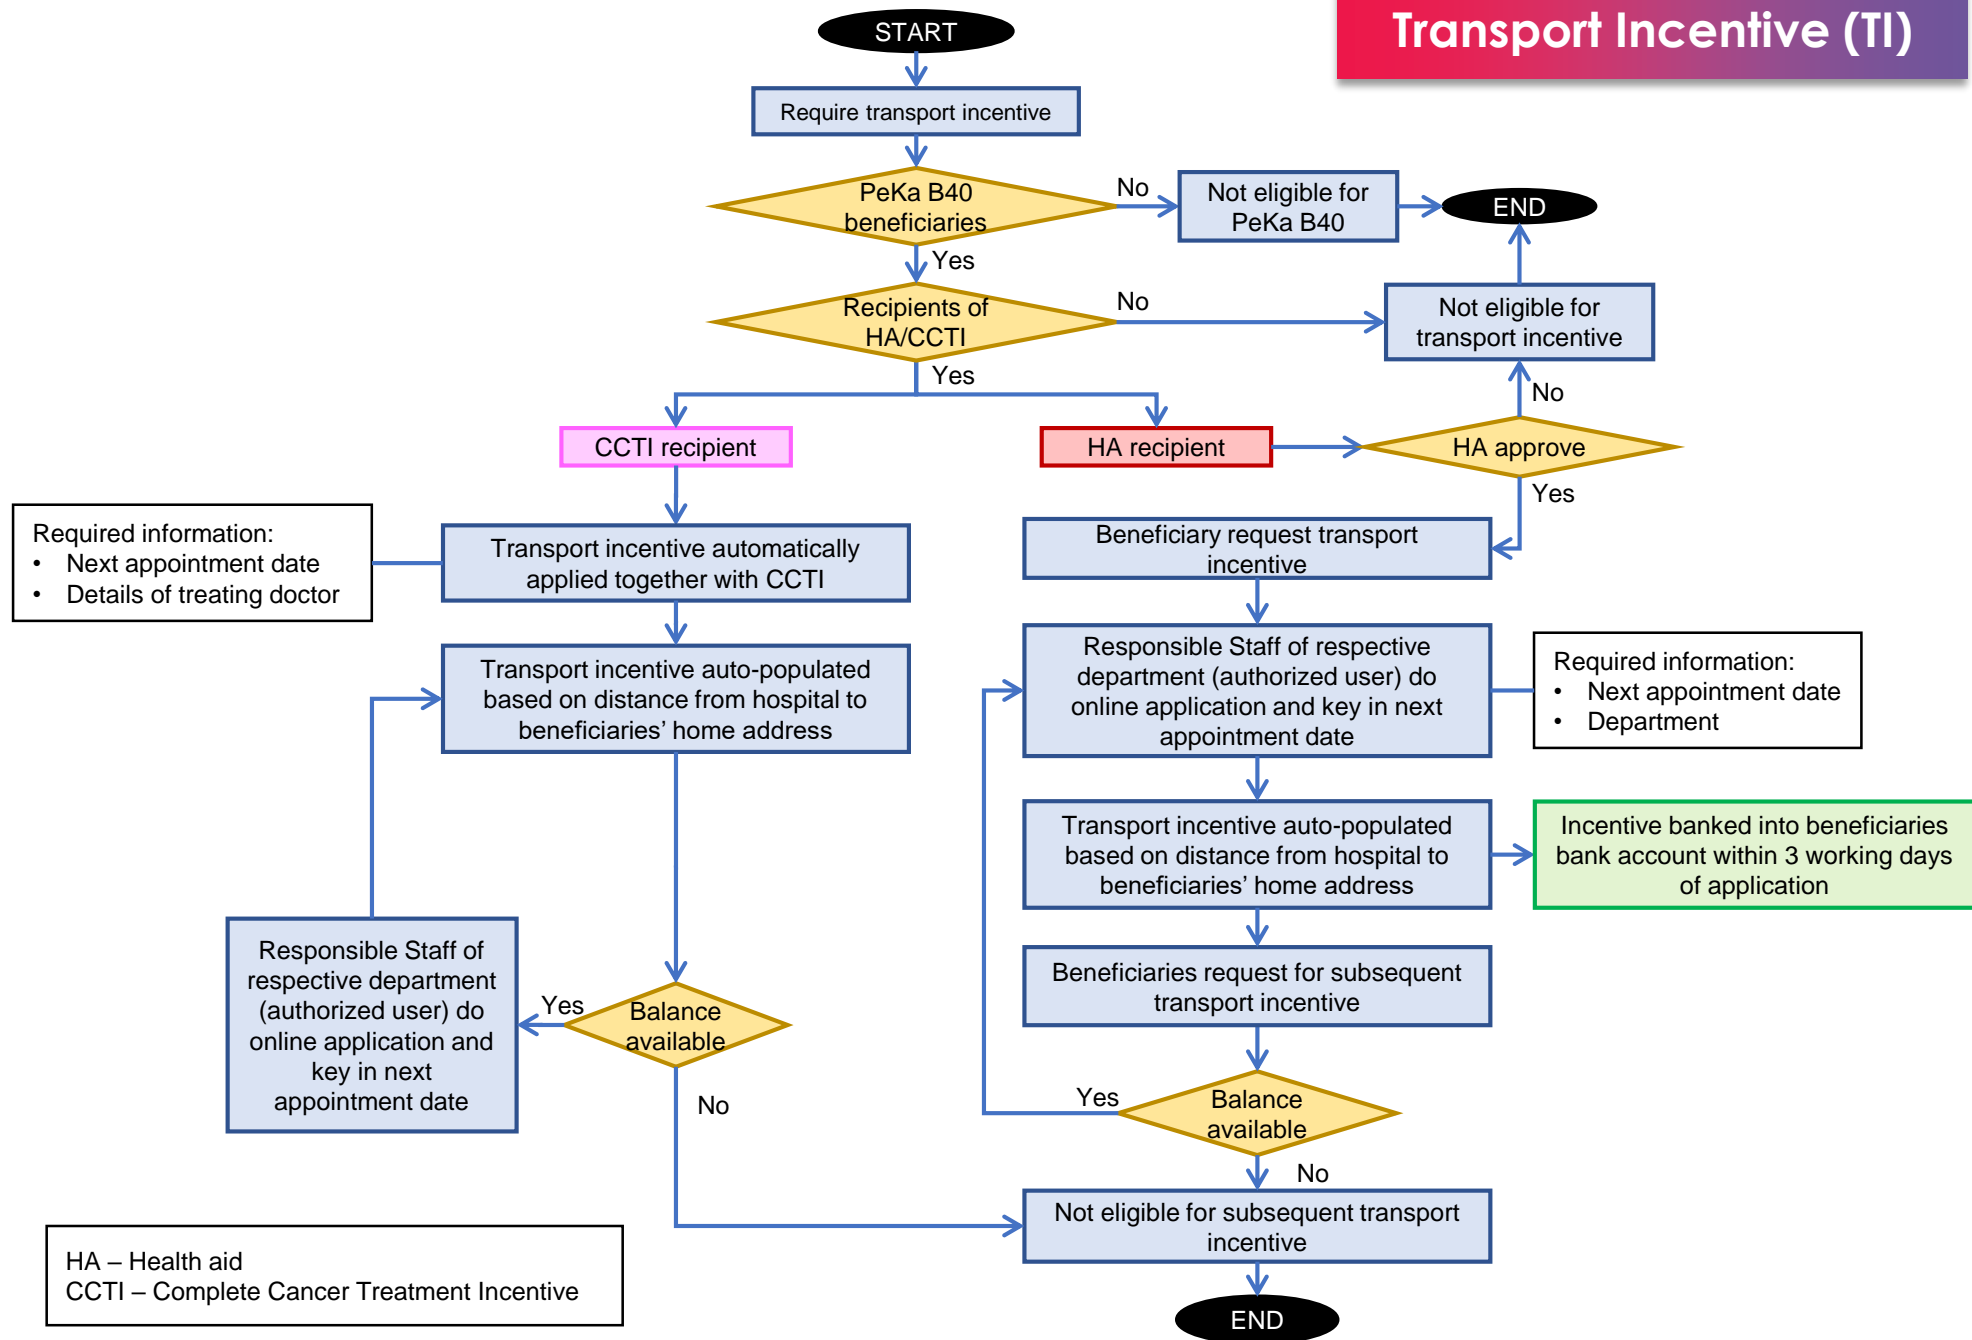 Transport Incentive (TI)
START
Require transport incentive
PeKa B40
beneficiaries
No
Not eligible for
PeKa B40
END
Yes
Recipients of
HA/CCTI
No
Not eligible for
transport incentive
Yes
No
CCTI recipient
HA recipient
HA approve
Yes
Required information:
• Next appointment date
• Details of treating doctor
Transport incentive automatically
applied together with CCTI
Beneficiary request transport
incentive
Transport incentive auto-populated
based on distance from hospital to
beneficiaries’ home address
Responsible Staff of respective
department (authorized user) do
online application and key in next
appointment date
Required information:
• Next appointment date
• Department
Transport incentive auto-populated
based on distance from hospital to
beneficiaries’ home address
Incentive banked into beneficiaries
bank account within 3 working days
of application
Responsible Staff of
respective department
(authorized user) do
online application and
key in next
appointment date
Yes
Balance
available
No
Beneficiaries request for subsequent
transport incentive
Yes
Balance
available
No
Not eligible for subsequent transport
incentive
HA – Health aid
CCTI – Complete Cancer Treatment Incentive
END